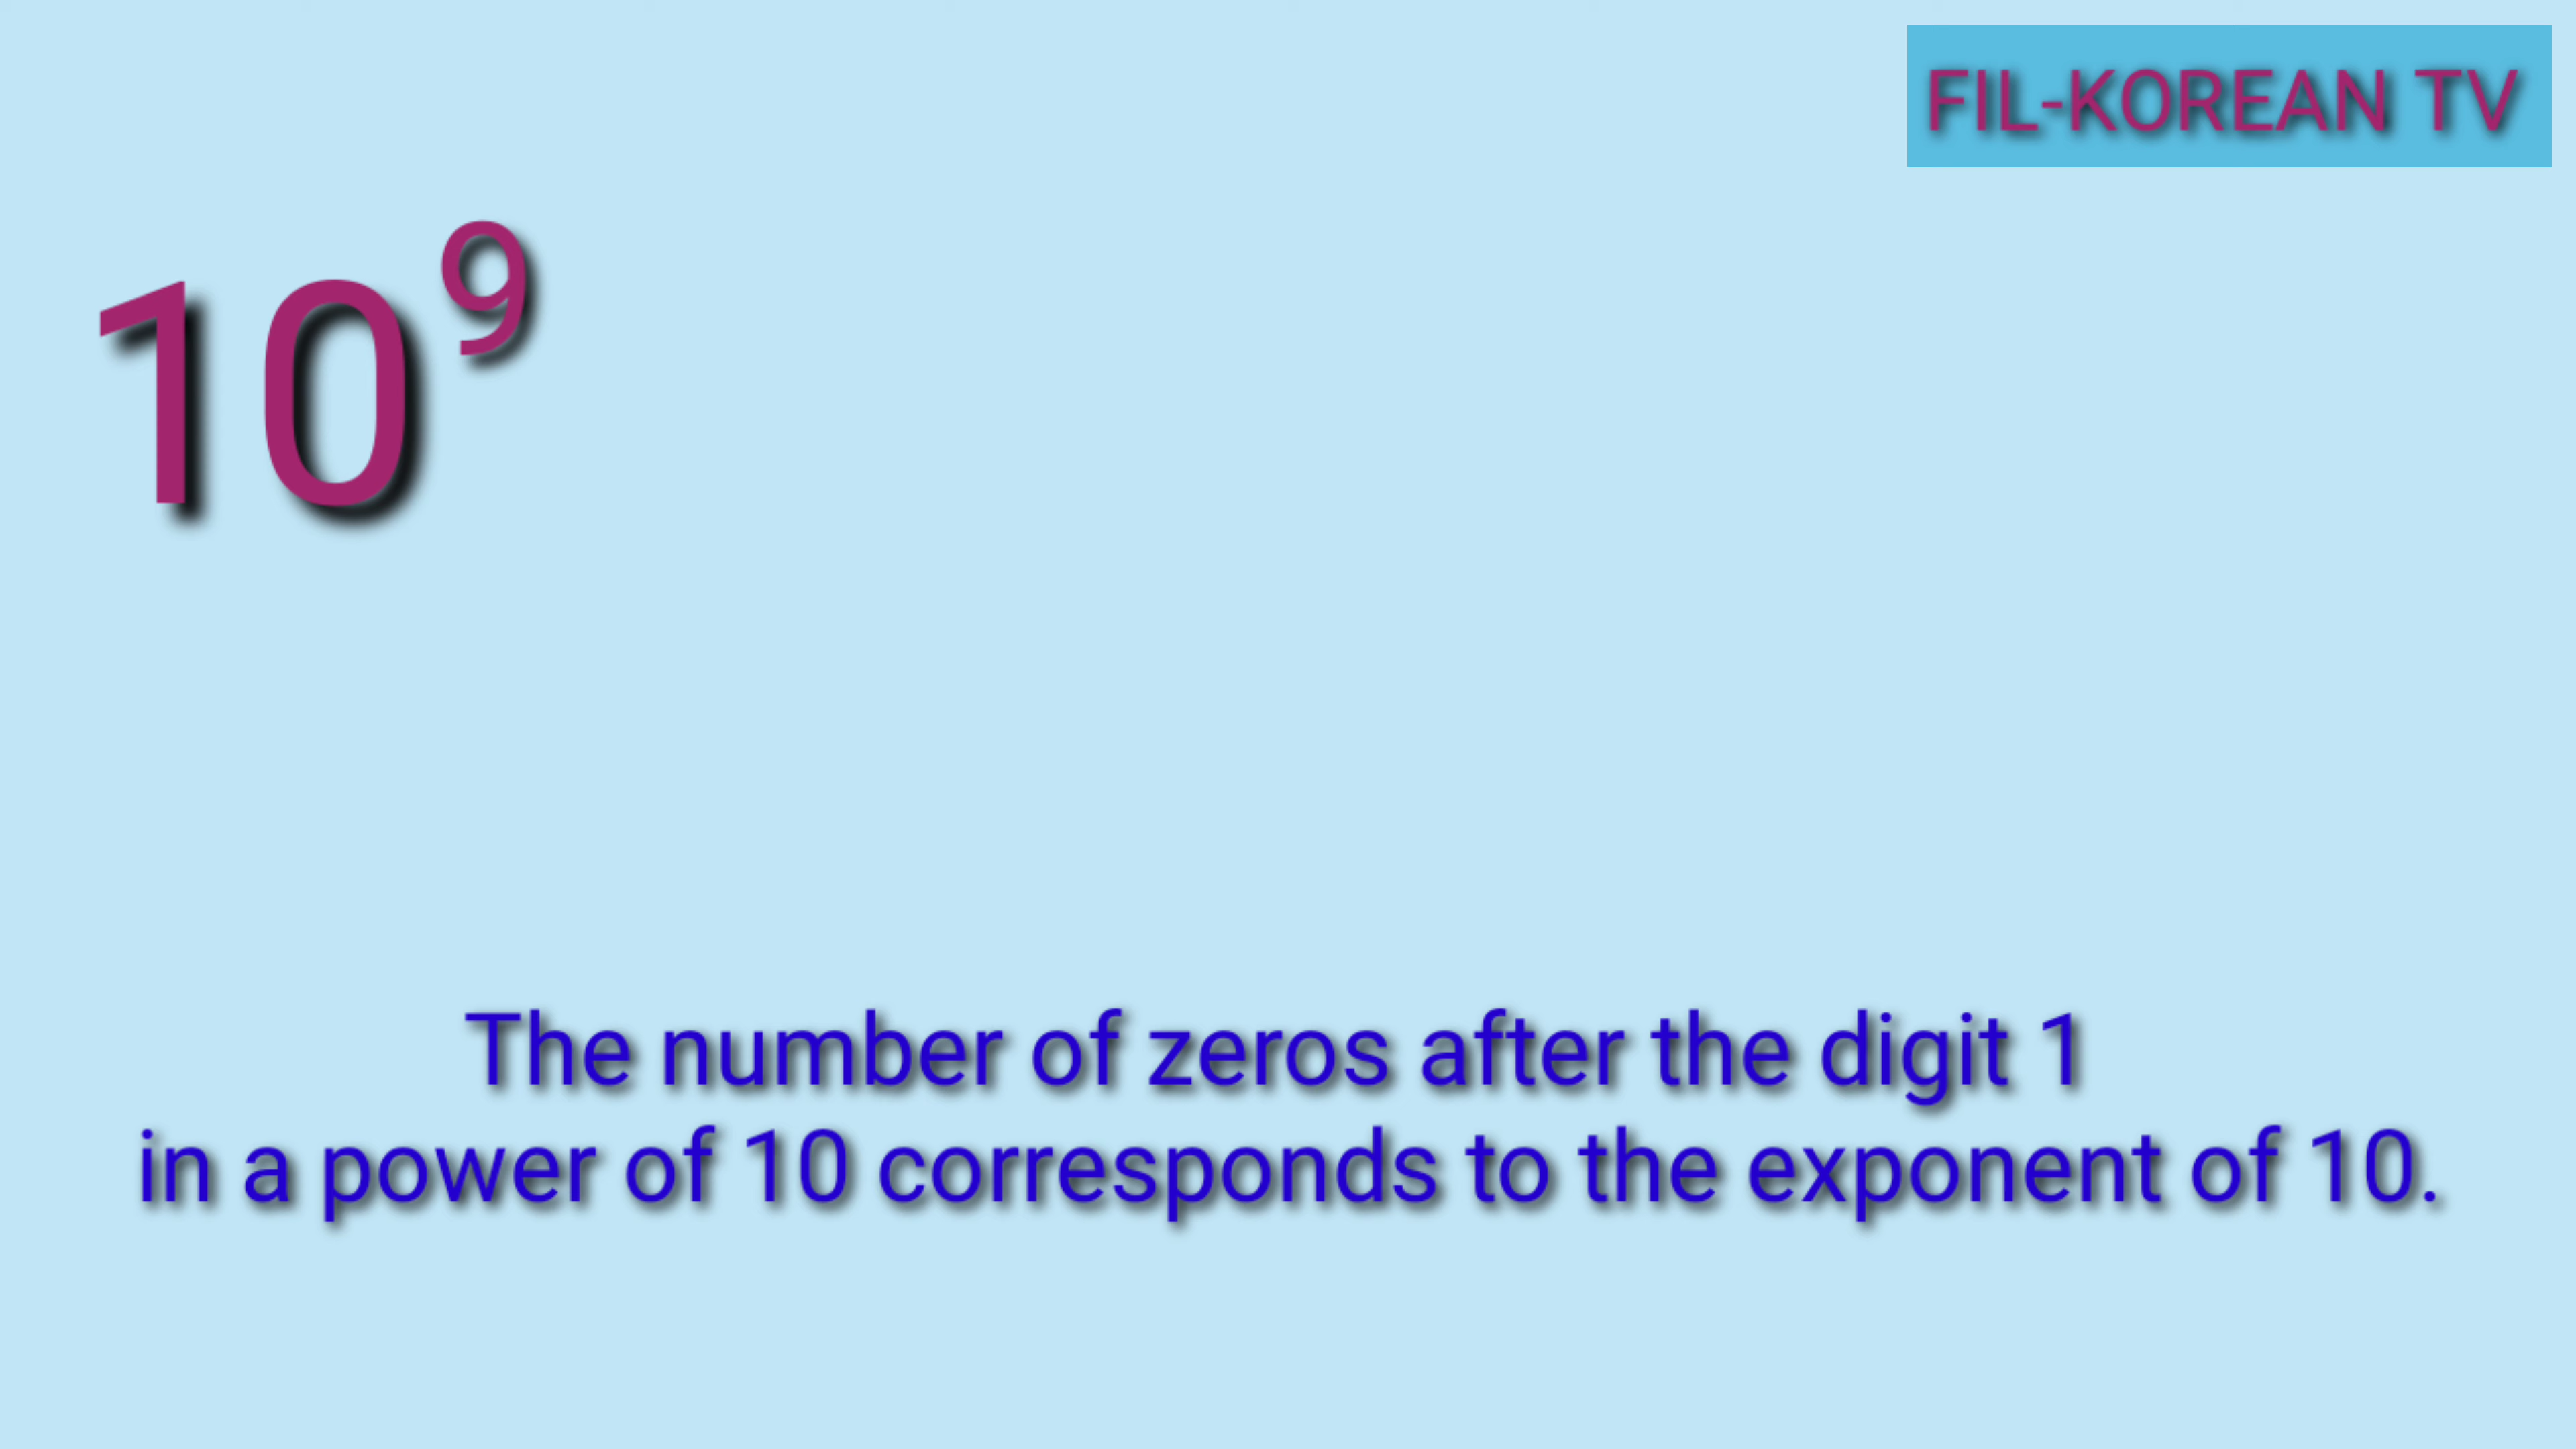 FIL-KOREAN TV
10⁹
The number of zeros after the digit 1
in a power of 10 corresponds to the exponent of 10.